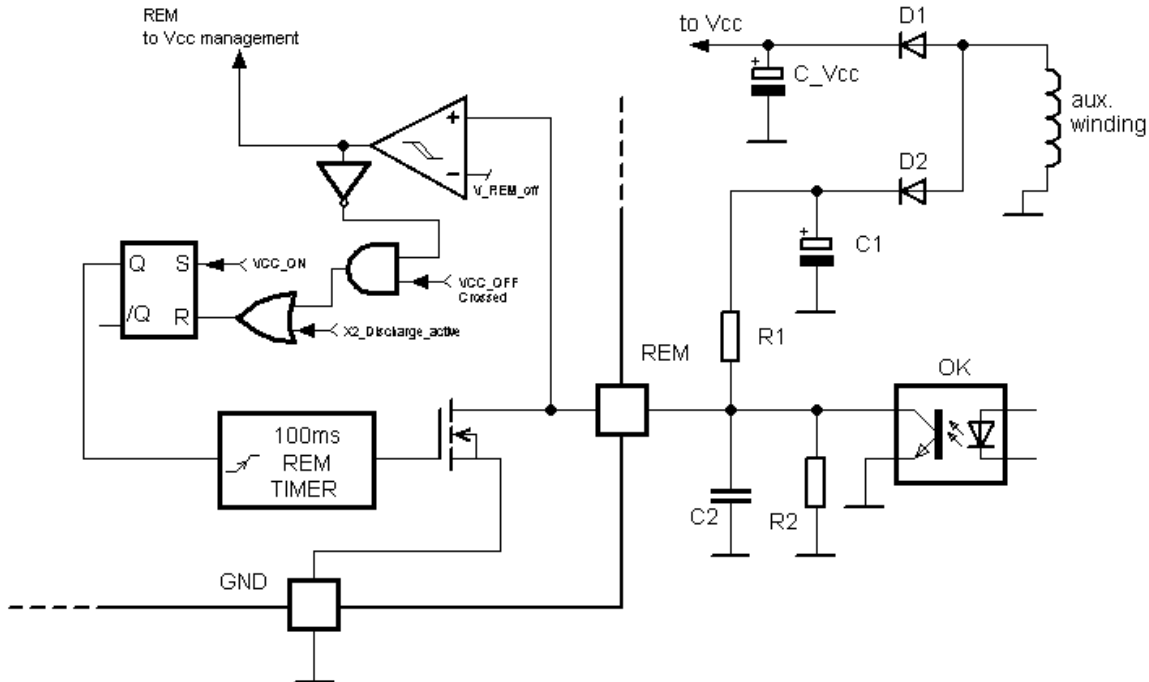 REM
to Vcc management
to Vcc
D1
C_Vcc
aux.
winding
+
+
−
V_REM_off
D2
+
C1
Q
S
VCC_ON
/Q
R
VCC_OFF
Crossed
X2_Discharge_active
R1
REM
OK
100ms
REM
TIMER
C2
R2
GND